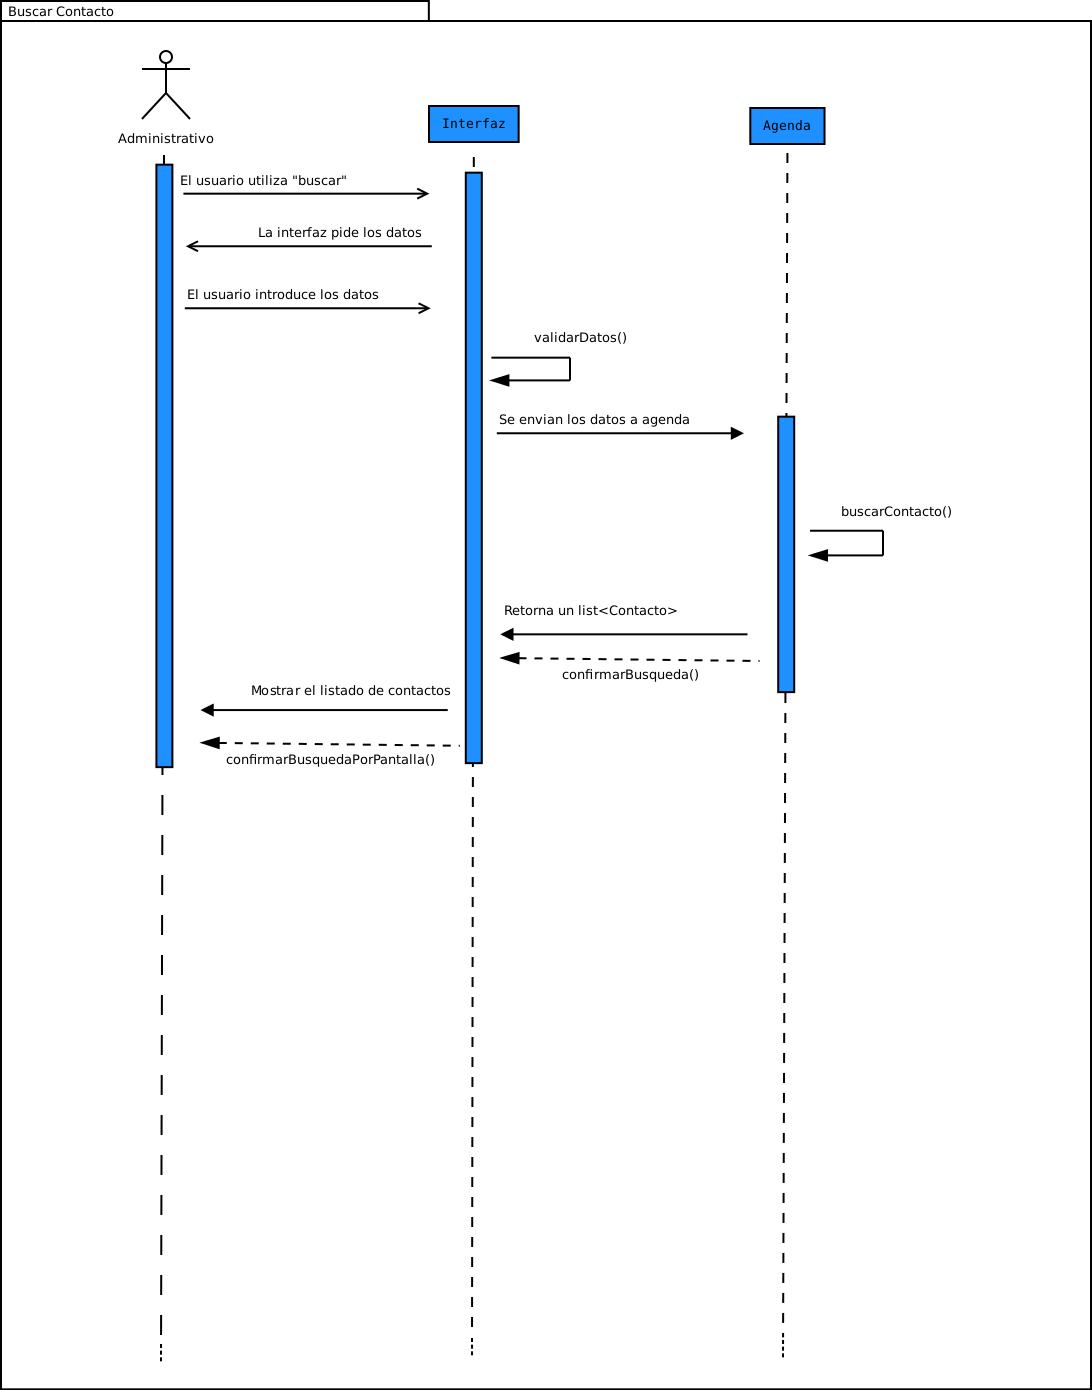 Buscar Contacto
Administrativo
Interfaz
Agenda
El usuario utiliza "buscar"
La interfaz pide los datos
El usuario introduce los datos
validarDatos()
Se envian los datos a agenda
buscarContacto()
Retorna un list<Contacto>
confirmarBusqueda()
Mostrar el listado de contactos
confirmarBusquedaPorPantalla()